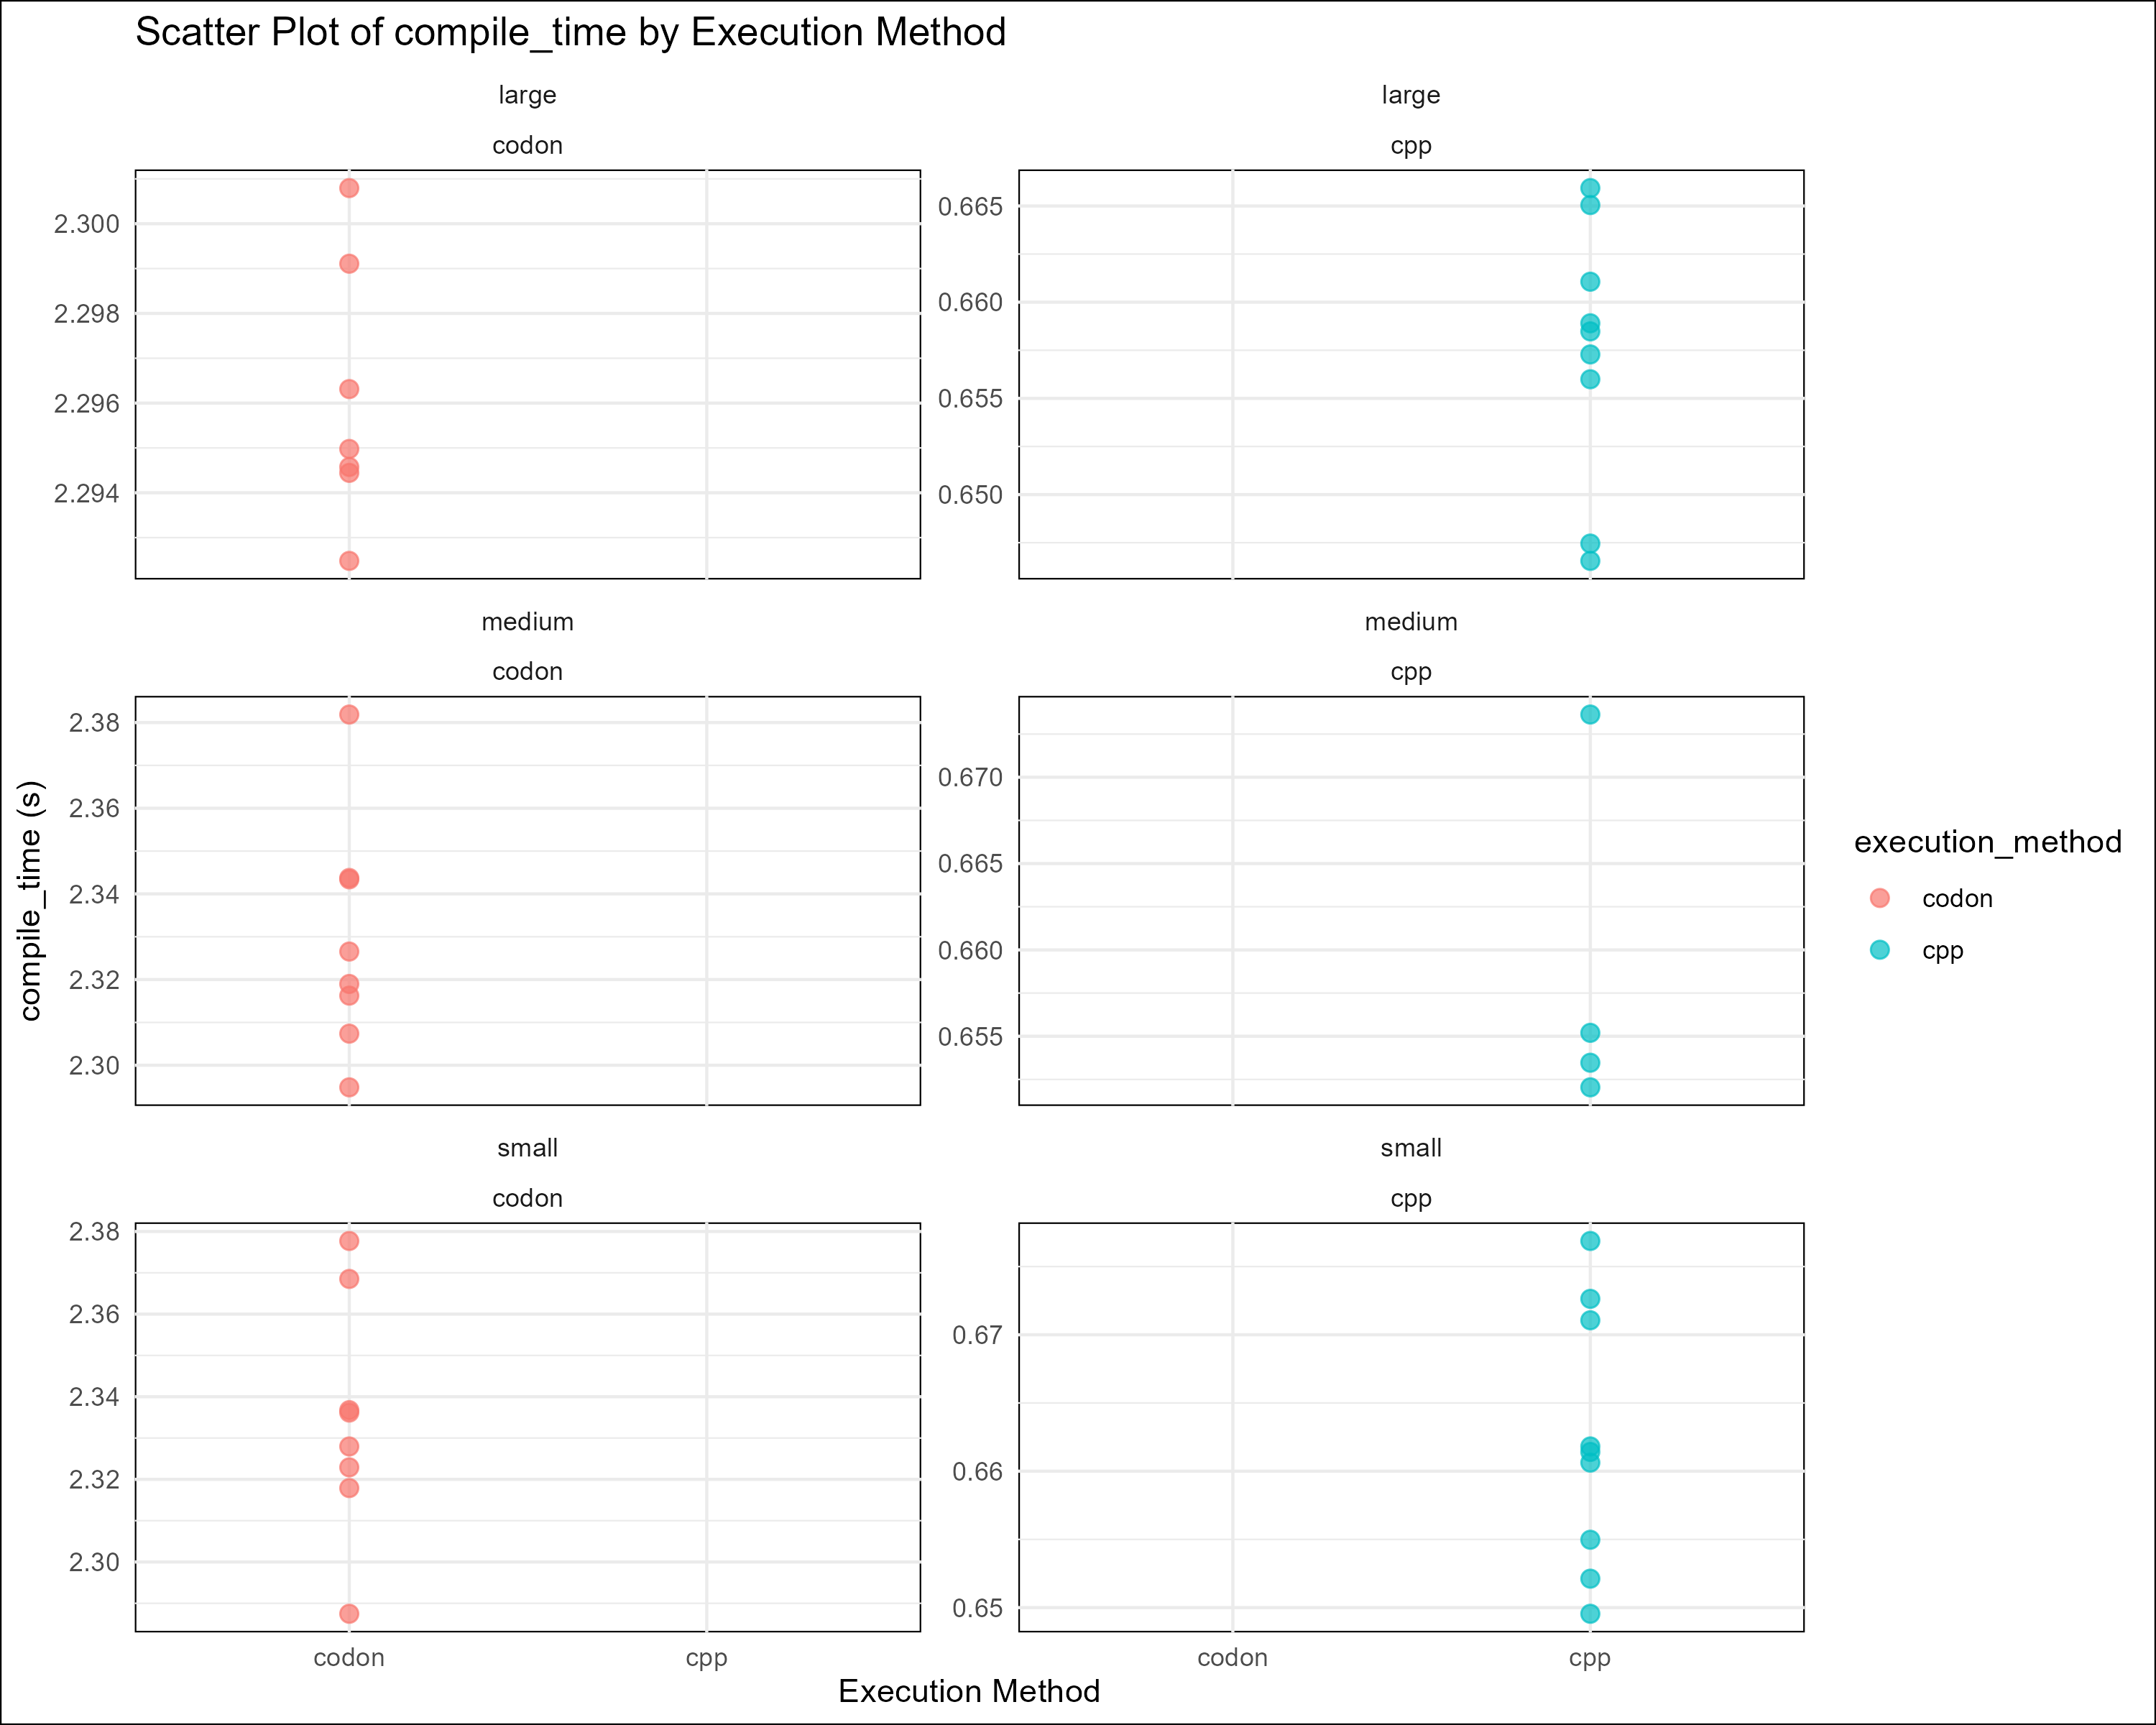 Scatter Plot of compile_time by Execution Method
large
large
codon
cpp
2.300
2.298
2.296
2.294
0.665
0.660
0.655
0.650
medium
medium
codon
cpp
2.38
2.36
2.34
2.32
2.30
0.670
0.665
0.660
0.655
compile_time (s)
execution_method
codon
cpp
small
small
codon
cpp
2.38
2.36
2.34
2.32
2.30
0.67
0.66
0.65
codon
cpp
codon
cpp
Execution Method